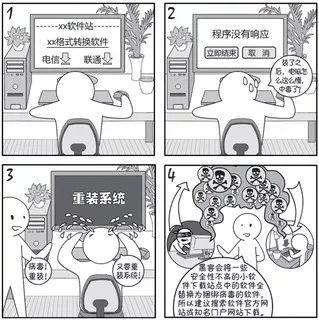 1
xx软件站
xx格式转换软件
电信
联通
2
程序没有响应
立即结束
取 消
装了之
后，电脑怎
么这么慢，
中毒了？
3
重装系统
病毒！
重装！
又要重
装系统！
4
黑客会将一些
安全性不高的小软
件下载站点中的软件全
替换为捆绑病毒的软件，
所以建议搜索软件官方网
站或知名门户网站下载。